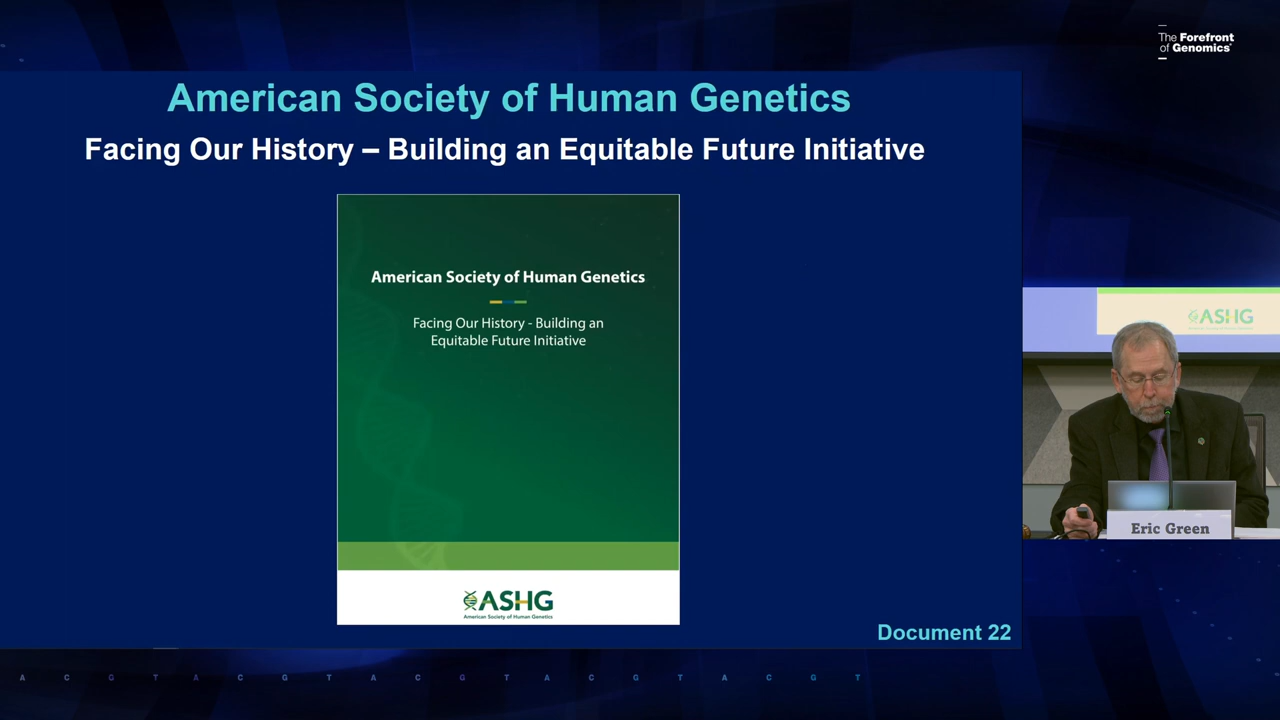 The Forefront
of Genomics®
American Society of Human Genetics
Facing Our History – Building an Equitable Future Initiative
American Society of Human Genetics
Facing Our History - Building an
Equitable Future Initiative
ASHG
American Society of Human Genetics
Document 22
ASHG
Eric Green
A C G T A C G T A C G T A C G T A C G T